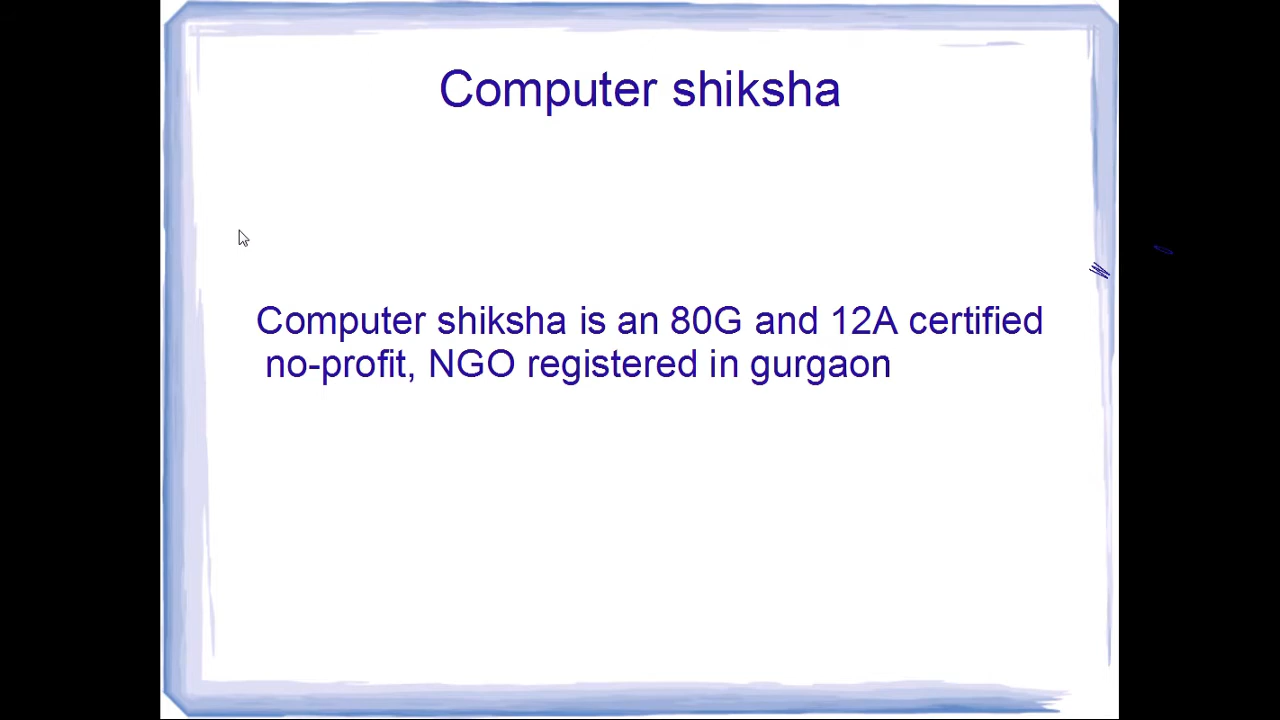 Computer shiksha
Computer shiksha is an 80G and 12A certified
no-profit, NGO registered in gurgaon